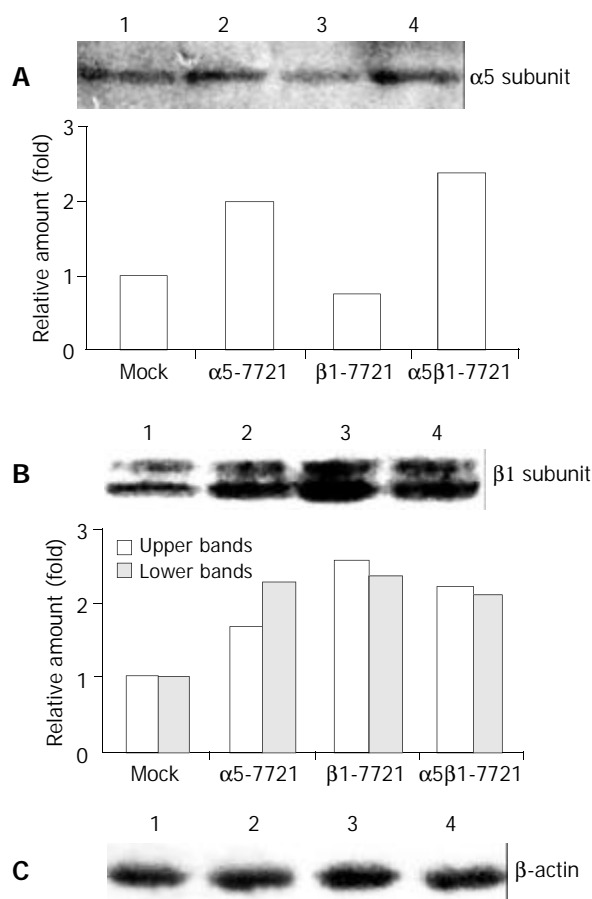 1 2 3 4
A
α5 subunit
Relative amount (fold)
3
2
1
0
Mock α5-7721 β1-7721 α5β1-7721
1 2 3 4
B
β1 subunit
Relative amount (fold)
3
2
1
0
Upper bands
Lower bands
Mock α5-7721 β1-7721 α5β1-7721
1 2 3 4
C
β-actin